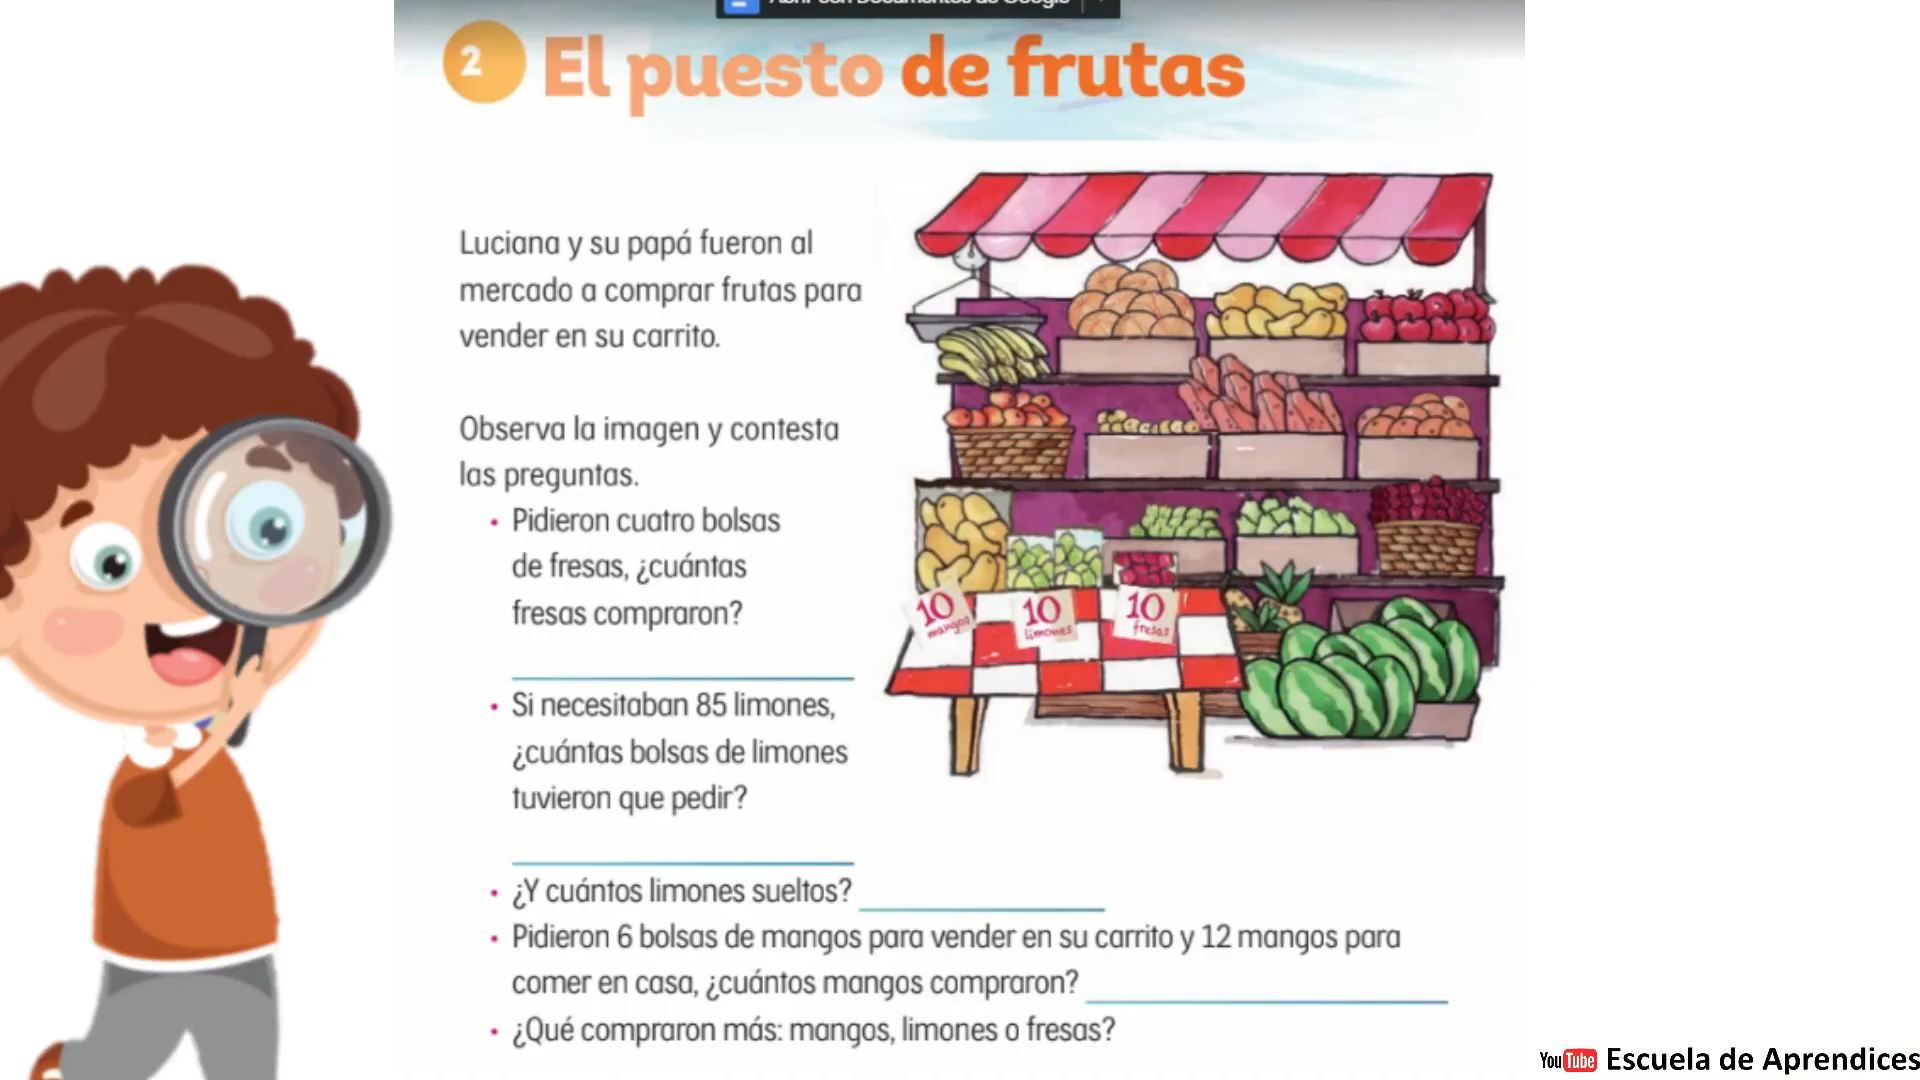 2 El puesto de frutas
Luciana y su papá fueron al
mercado a comprar frutas para
vender en su carrito.
Observa la imagen y contesta
las preguntas.
• Pidieron cuatro bolsas
de fresas, ¿cuántas
fresas compraron?
• Si necesitaban 85 limones,
¿cuántas bolsas de limones
tuvieron que pedir?
• ¿Y cuántos limones sueltos?
• Pidieron 6 bolsas de mangos para vender en su carrito y 12 mangos para
comer en casa, ¿cuántos mangos compraron?
• ¿Qué compraron más: mangos, limones o fresas?
10
mangos
10
limones
10
fresas
YouTube Escuela de Aprendices